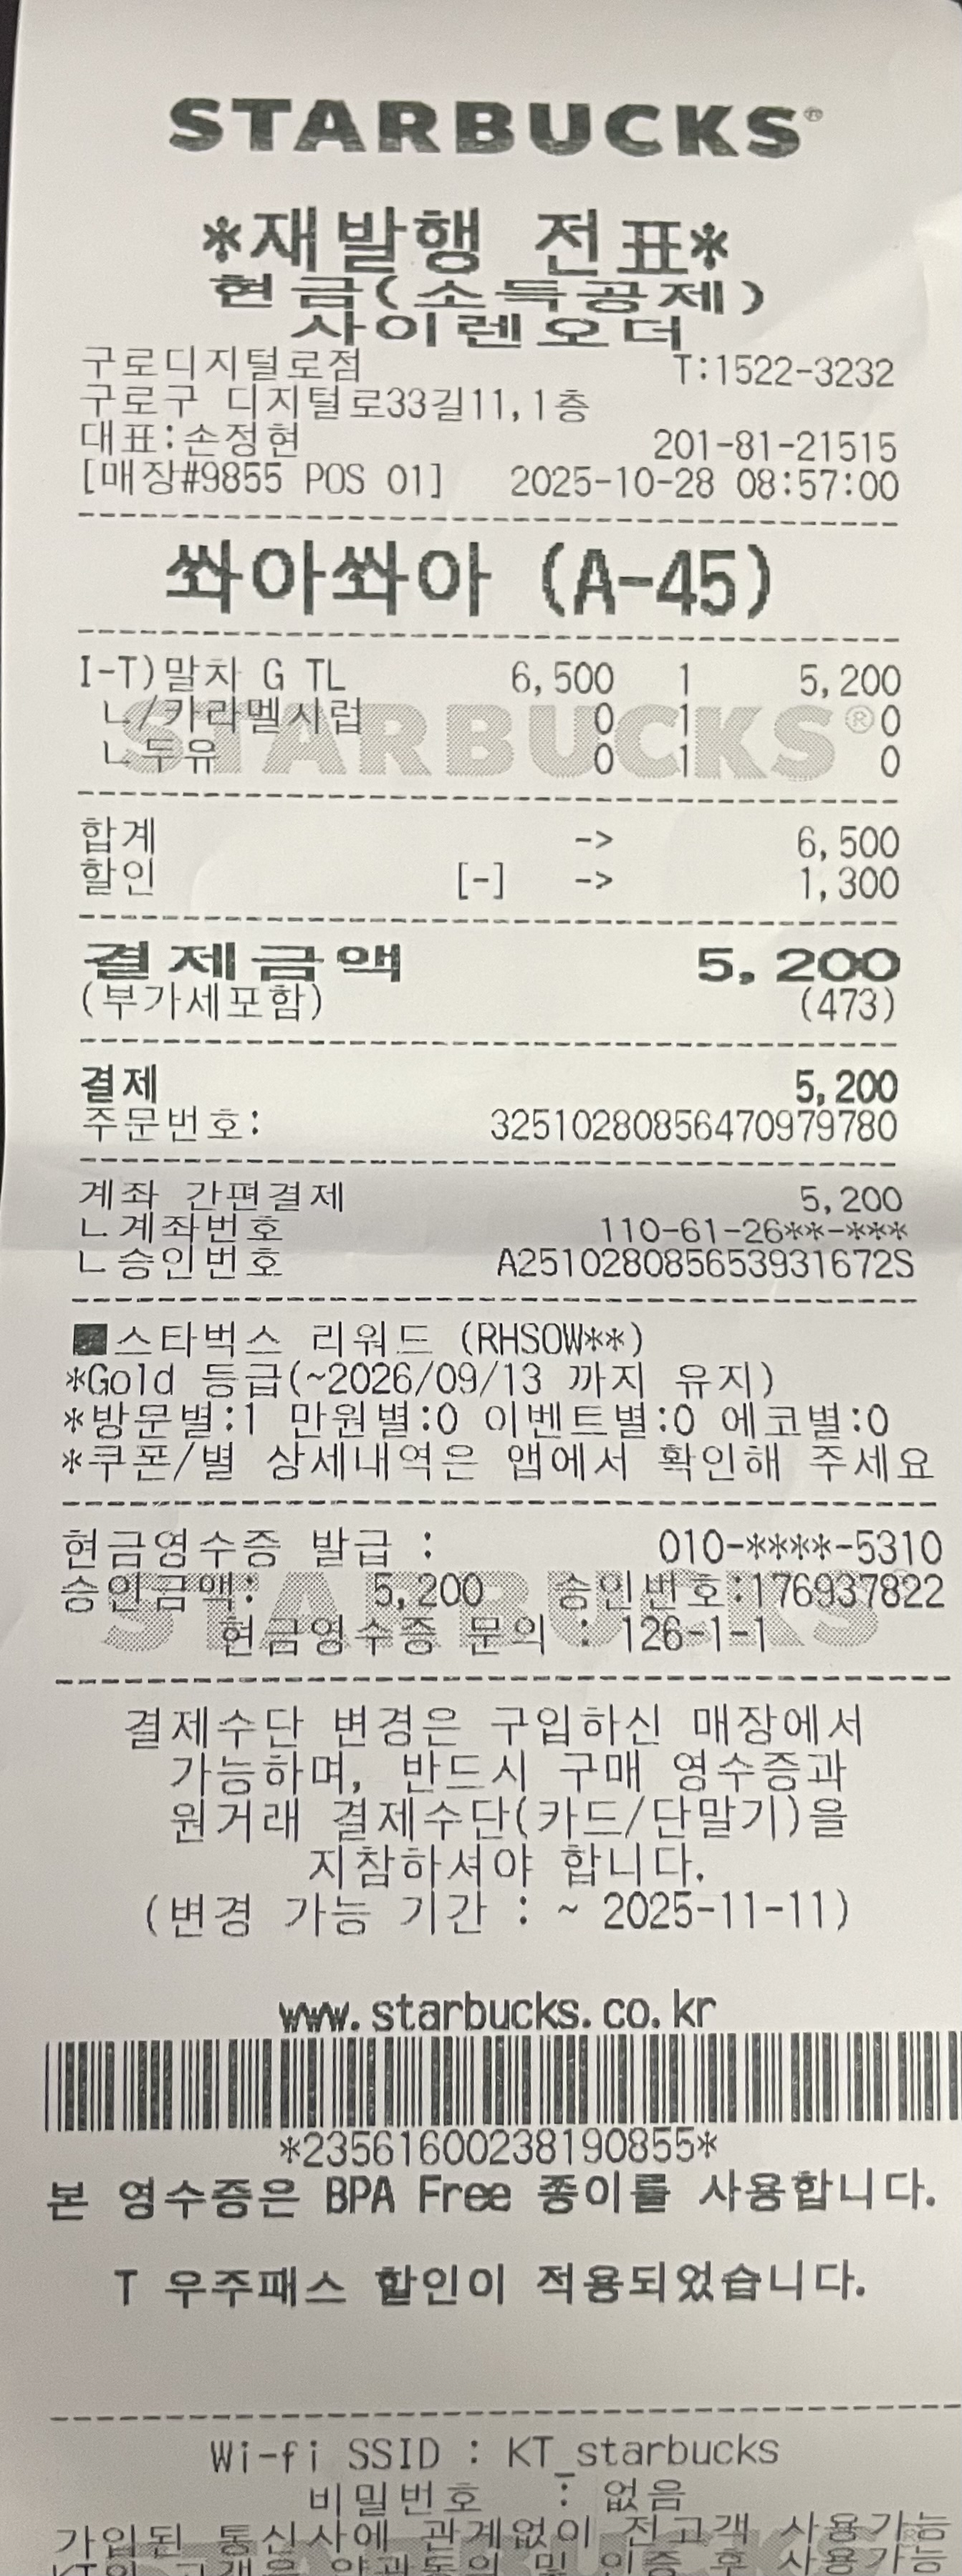 STARBUCKS®
*재발행 전표*
현금(소득공제)
사이렌오더
구로디지털로점 T:1522-3232
구로구 디지털로33길11,1층
대표:손정현 201-81-21515
[매장#9855 POS 01] 2025-10-28 08:57:00
쏴아쏴아 (A-45)
I-T)말차 G TL 6,500 1 5,200
ㄴ/카라멜시럽 0 1 0
ㄴ두유 0 1 0
STARBUCKS®
합계 -> 6,500
할인 [-] -> 1,300
결제금액 5,200
(부가세포함) (473)
결제 5,200
주문번호: 32510280856470979780
계좌 간편결제 5,200
ㄴ계좌번호 110-61-26**-***
ㄴ승인번호 A251028085653931672S
■스타벅스 리워드 (RHSOW**)
*Gold 등급(~2026/09/13 까지 유지)
*방문별:1 만원별:0 이벤트별:0 에코별:0
*쿠폰/별 상세내역은 앱에서 확인해 주세요
현금영수증 발급 : 010-****-5310
승인금액: 5,200 승인번호:176937822
현금영수증 문의 : 126-1-1
STARBUCKS
결제수단 변경은 구입하신 매장에서
가능하며, 반드시 구매 영수증과
원거래 결제수단(카드/단말기)을
지참하셔야 합니다.
(변경 가능 기간 : ~ 2025-11-11)
www.starbucks.co.kr
*23561600238190855*
본 영수증은 BPA Free 종이를 사용합니다.
T 우주패스 할인이 적용되었습니다.
Wi-fi SSID : KT_starbucks
비밀번호 : 없음
가입된 통신사에 관계없이 전고객 사용가능
고객은 약관동의 및 인증 후 사용가능